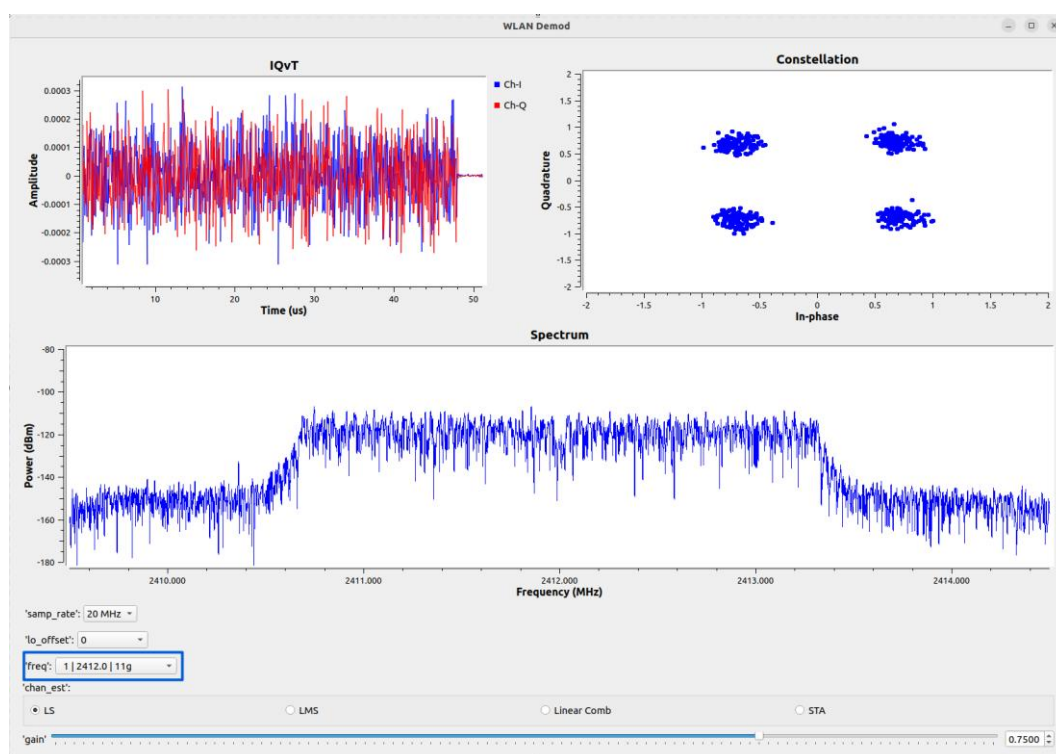 WLAN Demod
IQvT
Ch-I
Ch-Q
Amplitude
0.0003
0.0002
0.0001
0
-0.0001
-0.0002
-0.0003
10 20 30 40 50
Time (us)
Constellation
Quadrature
2
1.5
1
0.5
0
-0.5
-1
-1.5
-2
-2 -1.5 -1 -0.5 0 0.5 1 1.5 2
In-phase
Spectrum
Power (dBm)
-80
-100
-120
-140
-160
-180
2410.000 2411.000 2412.000 2413.000 2414.000
Frequency (MHz)
'samp_rate': 20 MHz
'lo_offset': 0
'freq': 1 | 2412.0 | 11g
'chan_est':
LS LMS Linear Comb STA
'gain' 0.7500